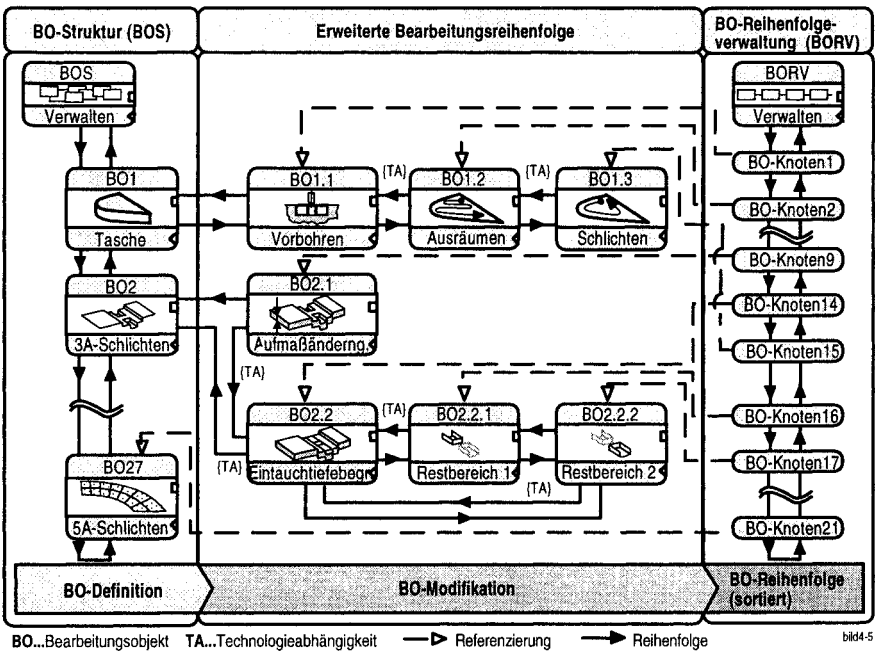 BO-Struktur (BOS)
Erweiterte Bearbeitungsreihenfolge
BO-Reihenfolge-
verwaltung (BORV)
BOS
Verwalten
BORV
Verwalten
BO1
Tasche
BO1.1
Vorbohren
{TA}
BO1.2
Ausräumen
{TA}
BO1.3
Schlichten
BO-Knoten1
BO-Knoten2
BO-Knoten9
BO-Knoten14
BO-Knoten15
BO-Knoten16
BO-Knoten17
BO-Knoten21
BO2
3A-Schlichten
BO2.1
Aufmaßänderng.
{TA}
BO2.2
Eintauchtiefebegr
{TA}
{TA}
BO2.2.1
Restbereich 1
BO2.2.2
Restbereich 2
{TA}
BO27
5A-Schlichten
BO-Definition
BO-Modifikation
BO-Reihenfolge
(sortiert)
BO...Bearbeitungsobjekt TA...Technologieabhängigkeit Referenzierung Reihenfolge
bild4-5